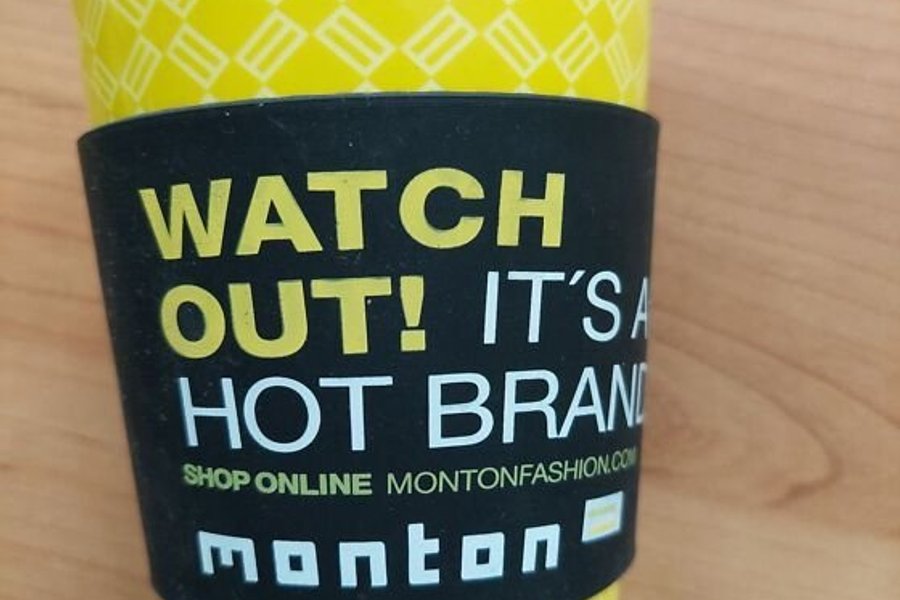 WATCH
OUT! IT´S A
HOT BRAND
SHOP ONLINE MONTONFASHION.COM
monton